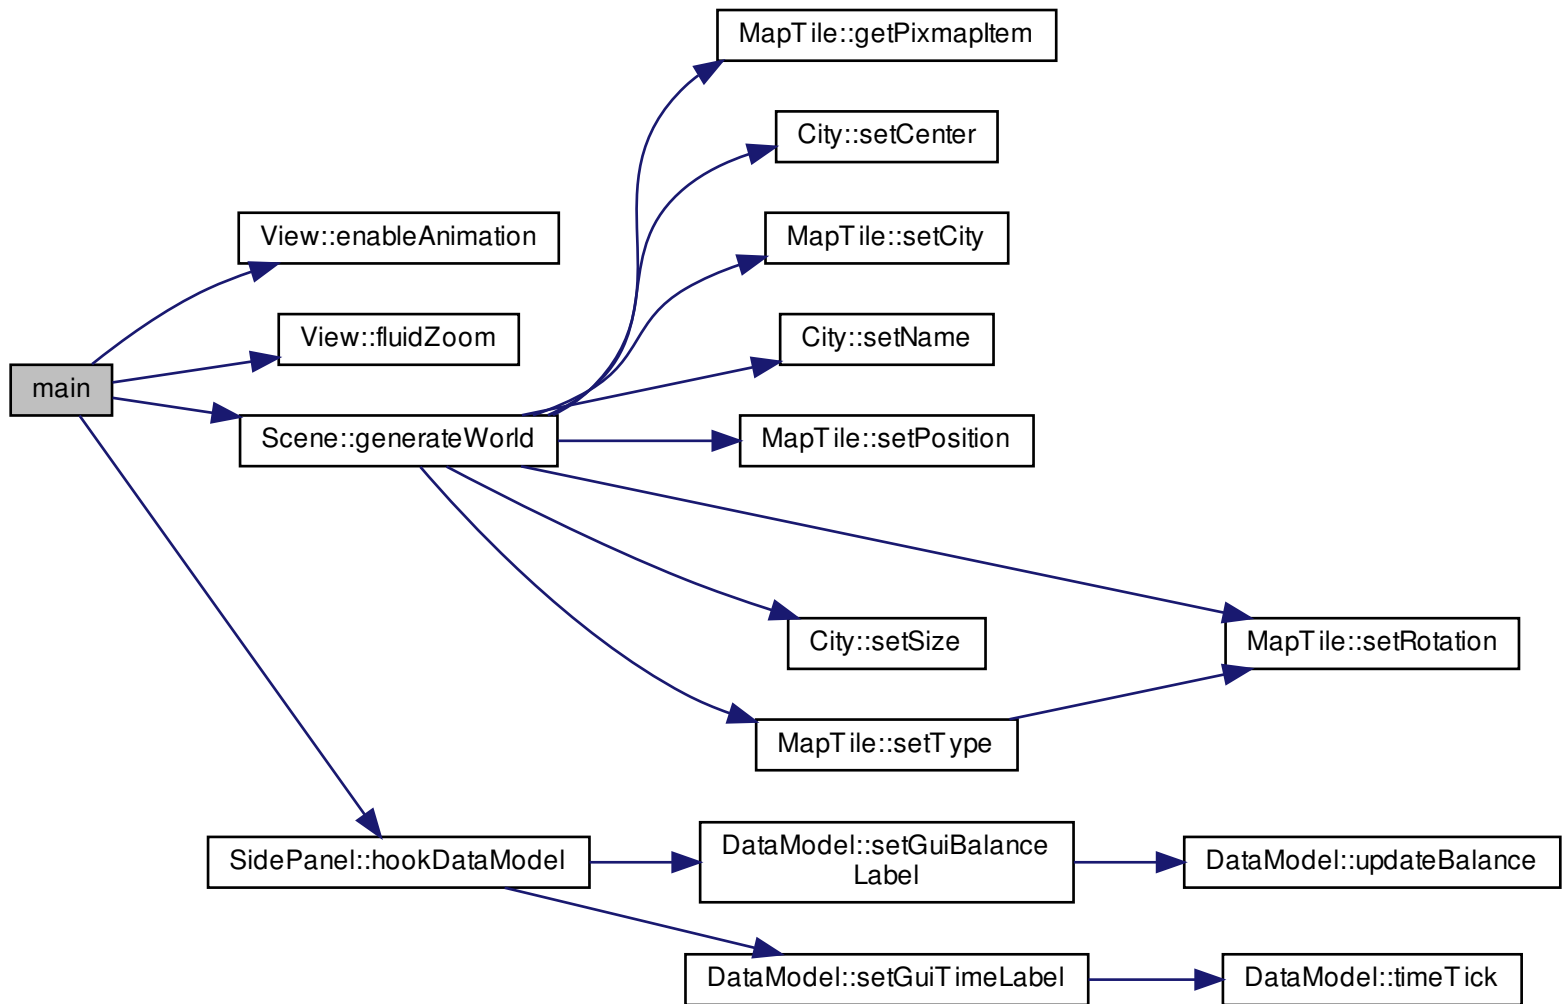 MapTile::getPixmapItem
City::setCenter
View::enableAnimation
MapTile::setCity
View::fluidZoom
City::setName
main
Scene::generateWorld
MapTile::setPosition
City::setSize
MapTile::setRotation
MapTile::setType
SidePanel::hookDataModel
DataModel::setGuiBalance
Label
DataModel::updateBalance
DataModel::setGuiTimeLabel
DataModel::timeTick